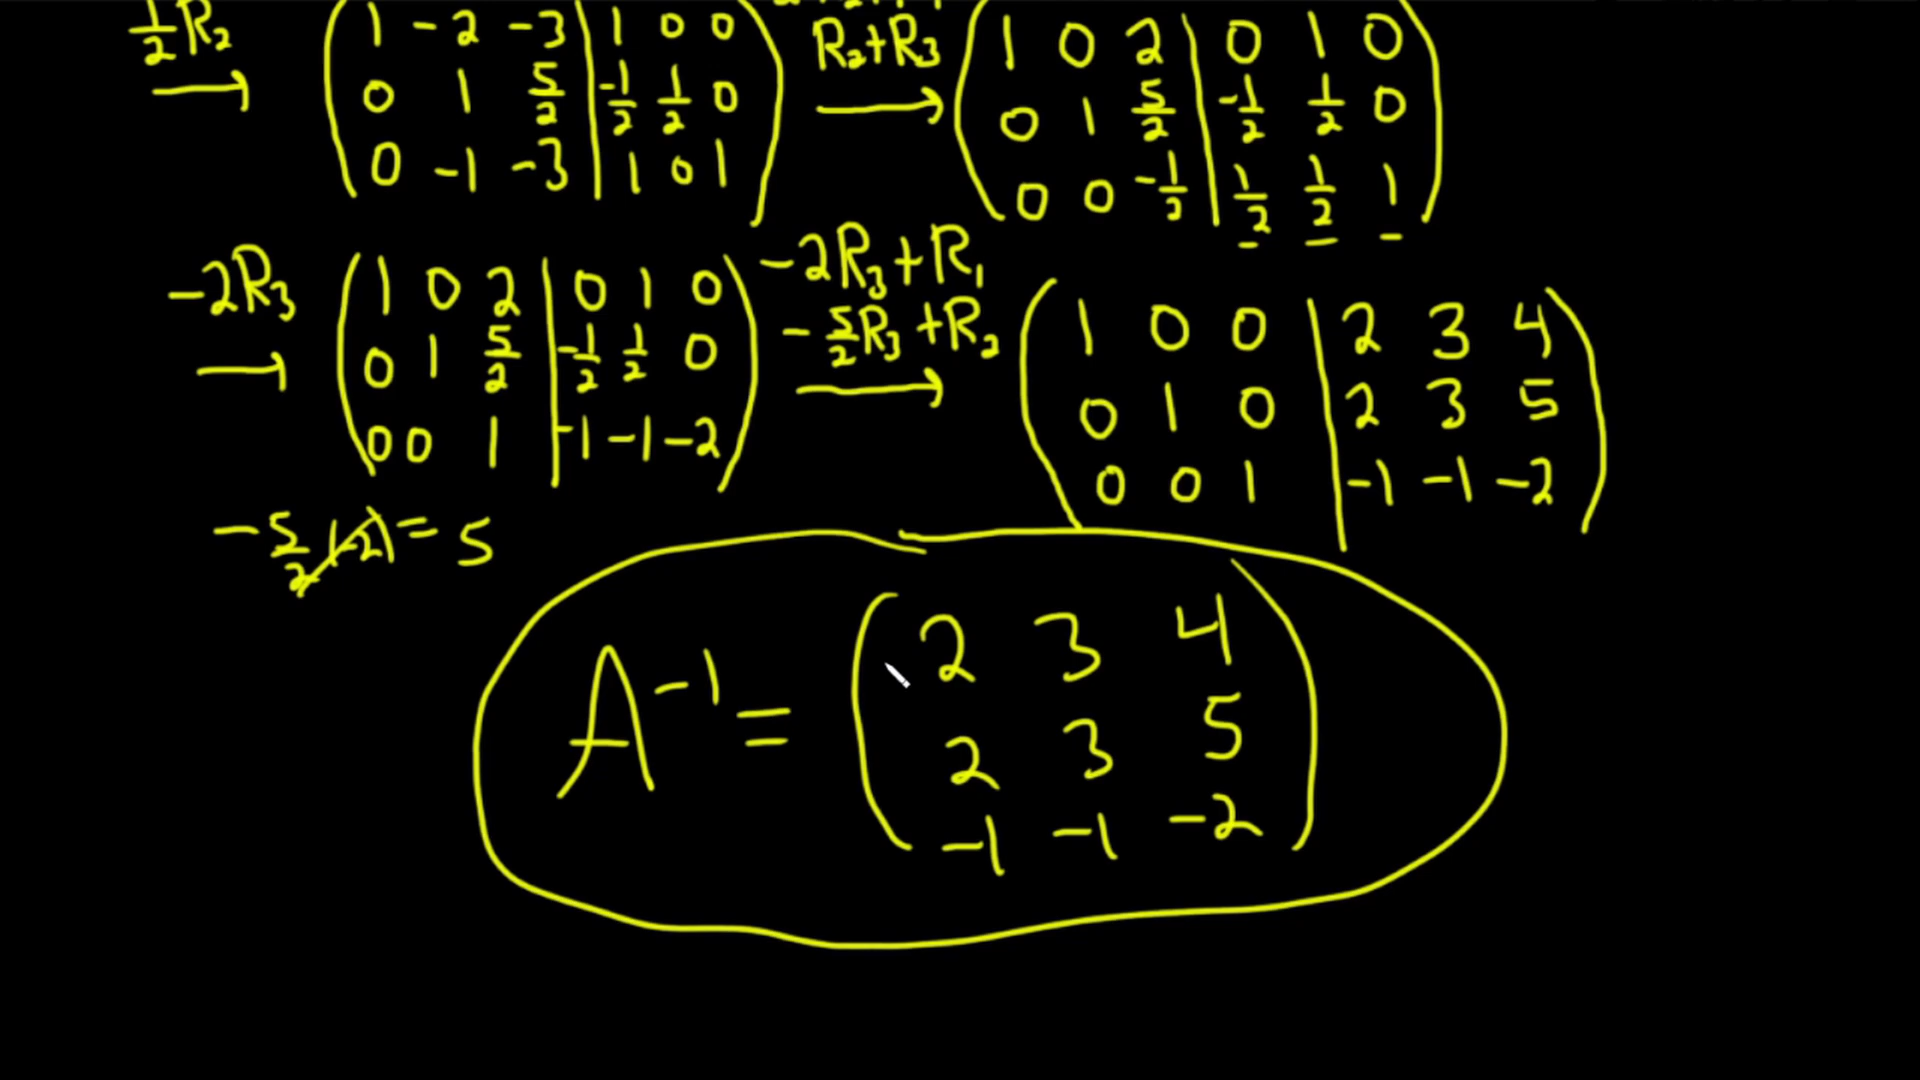 1/2 R₂ → ( 1 -2 -3 | 1 0 0 ) R₂+R₃ → ( 1 0 2 | 0 1 0 )
( 0 1 5/2 | -1/2 1/2 0 ) ( 0 1 5/2 | -1/2 1/2 0 )
( 0 -1 -3 | 1 0 1 ) ( 0 0 -1/2 | 1/2 1/2 1 )
-2R₃ → ( 1 0 2 | 0 1 0 ) -2R₃+R₁ ( 1 0 0 | 2 3 4 )
( 0 1 5/2 | -1/2 1/2 0 ) -5/2 R₃+R₂ → ( 0 1 0 | 2 3 5 )
( 0 0 1 | -1 -1 -2 ) ( 0 0 1 | -1 -1 -2 )
-5/2 (-2) = 5
A⁻¹ = ( 2 3 4 )
( 2 3 5 )
( -1 -1 -2 )